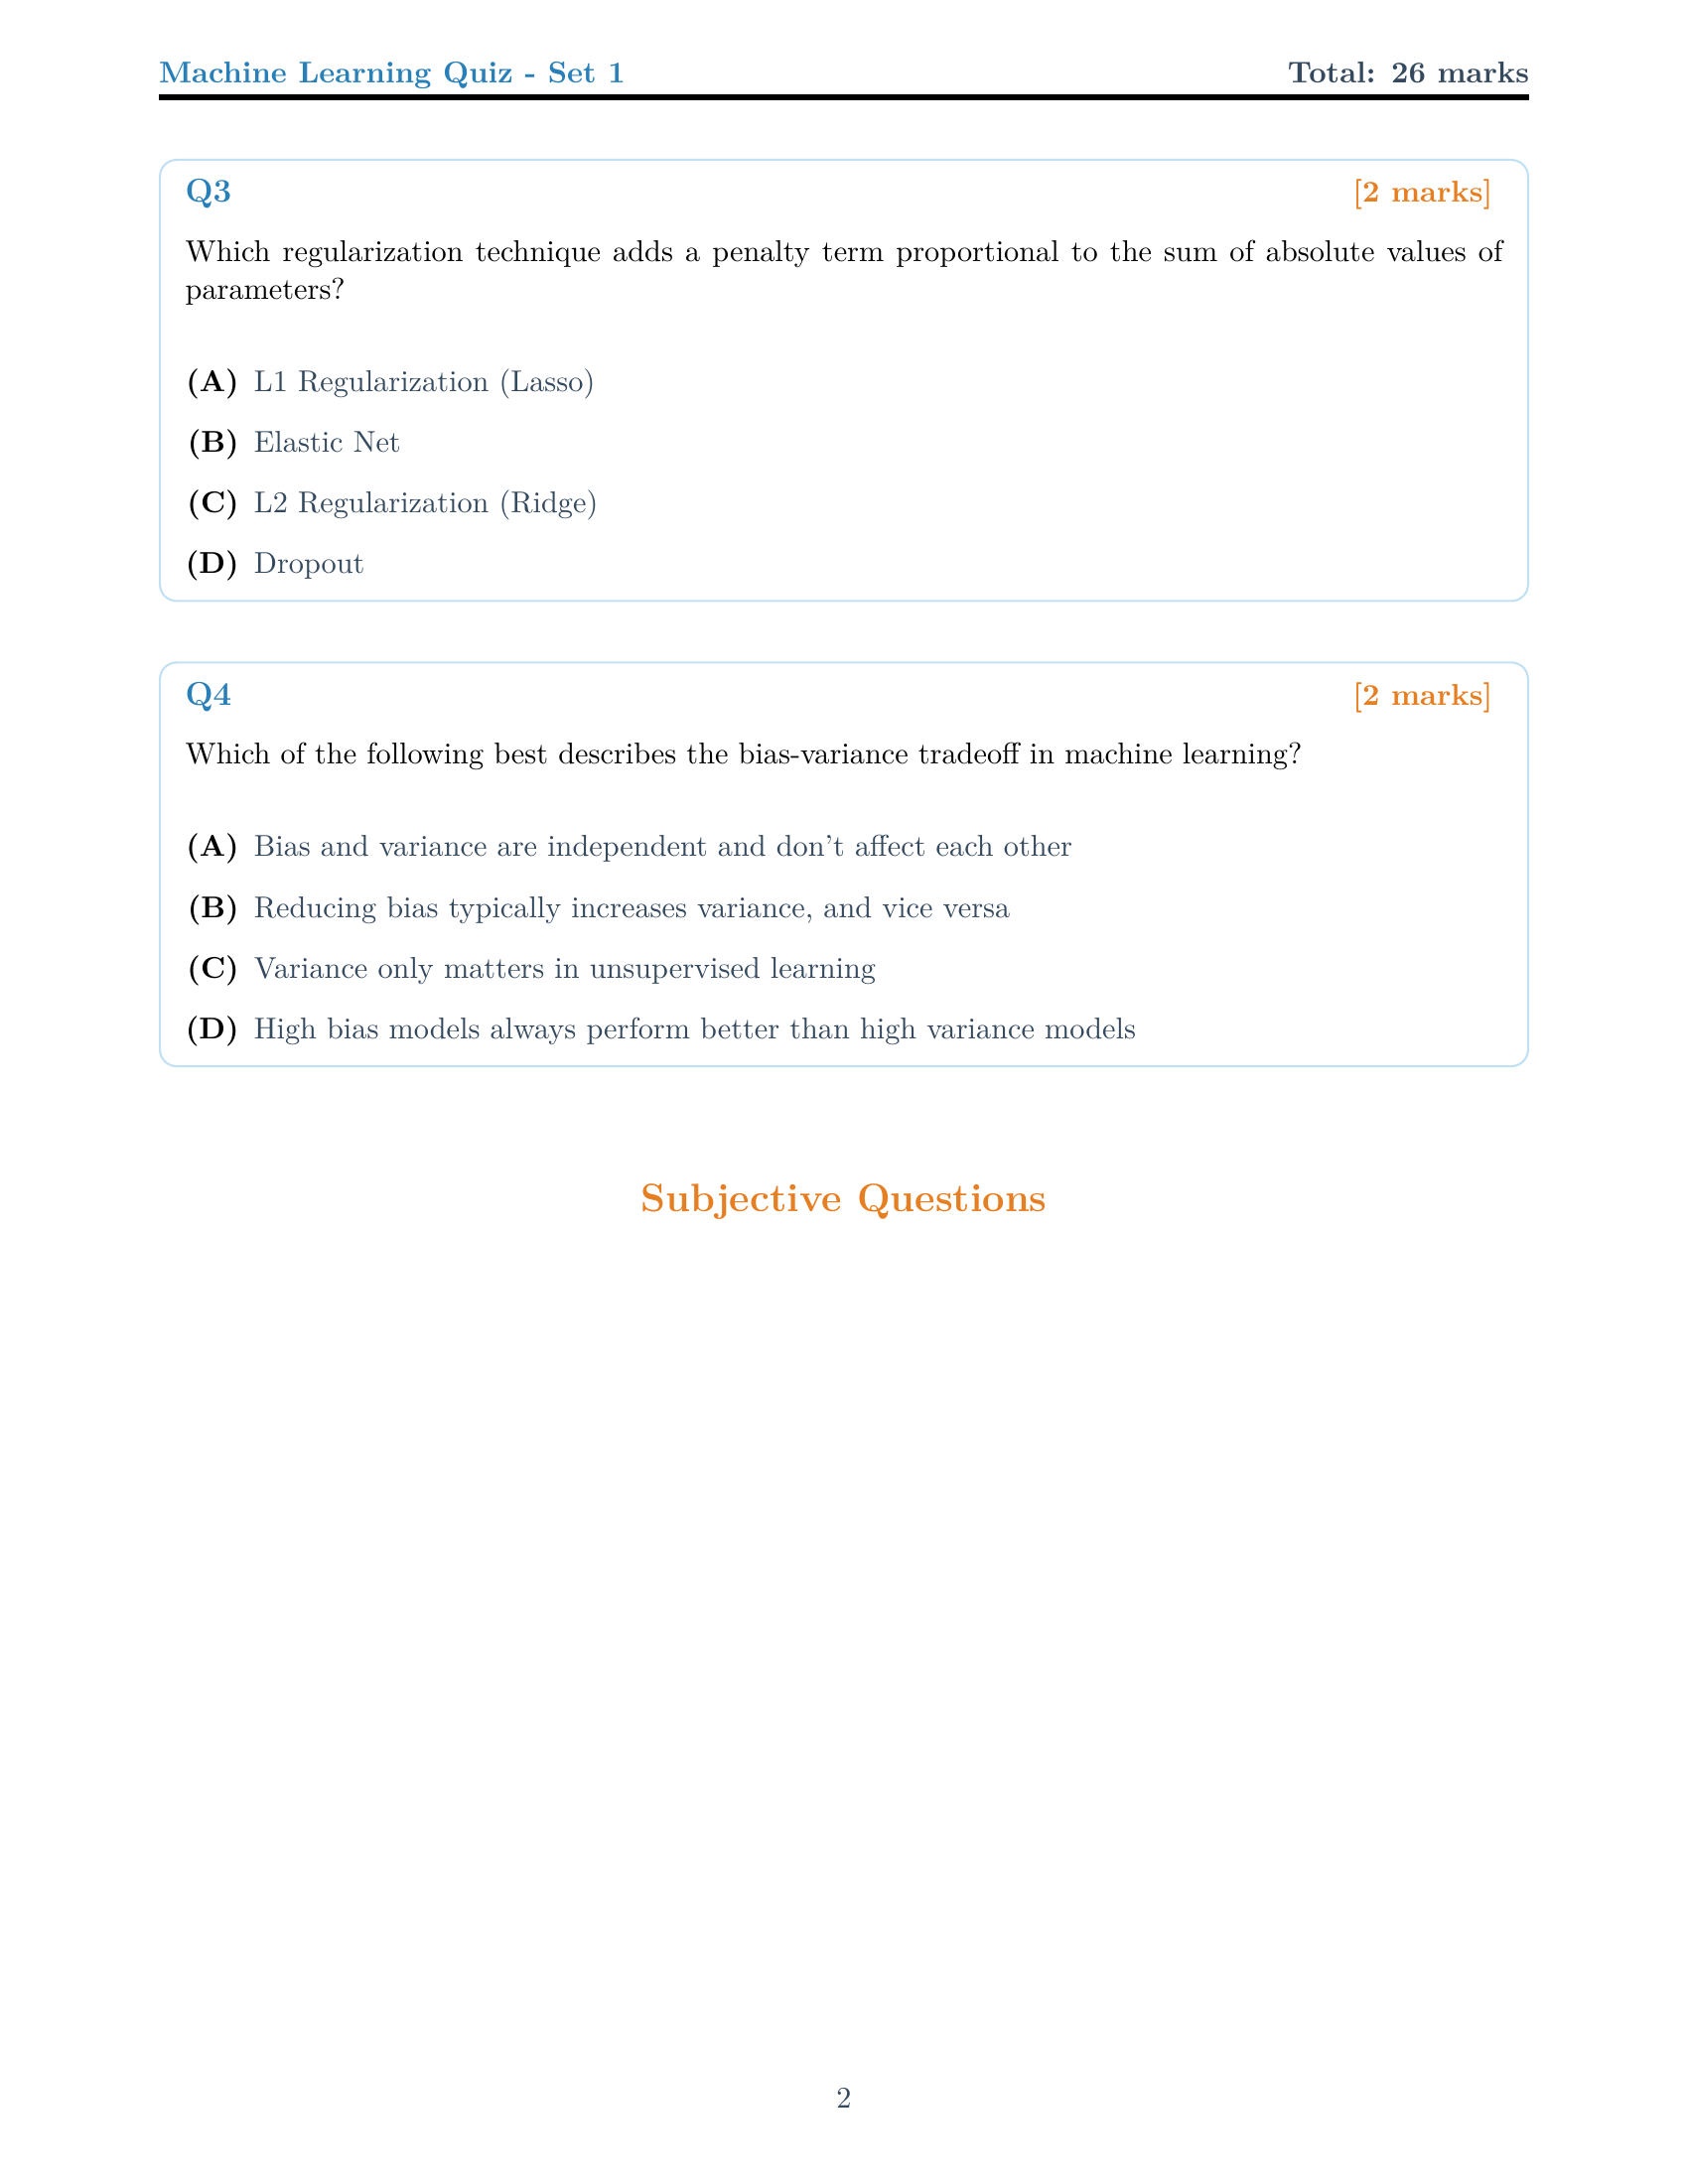 Machine Learning Quiz - Set 1
Total: 26 marks
Q3
[2 marks]
Which regularization technique adds a penalty term proportional to the sum of absolute values of
parameters?
(A) L1 Regularization (Lasso)
(B) Elastic Net
(C) L2 Regularization (Ridge)
(D) Dropout
Q4
[2 marks]
Which of the following best describes the bias-variance tradeoff in machine learning?
(A) Bias and variance are independent and don't affect each other
(B) Reducing bias typically increases variance, and vice versa
(C) Variance only matters in unsupervised learning
(D) High bias models always perform better than high variance models
Subjective Questions
2